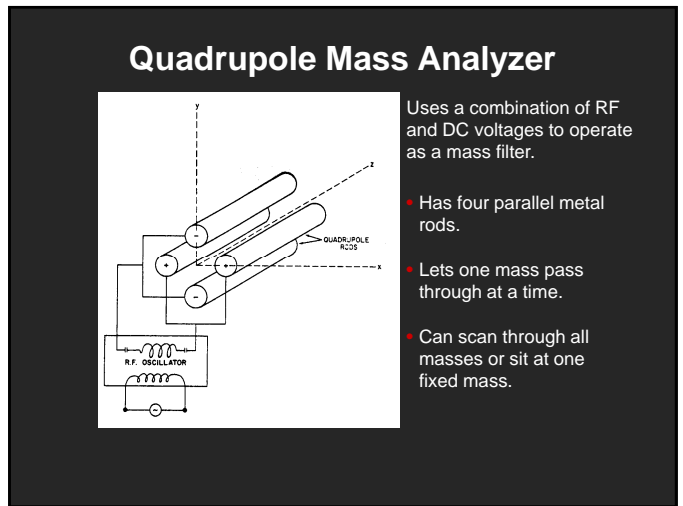 Quadrupole Mass Analyzer
y
z
x
QUADRUPOLE
RODS
-
+
+
-
R.F. OSCILLATOR
~
Uses a combination of RF
and DC voltages to operate
as a mass filter.
• Has four parallel metal
rods.
• Lets one mass pass
through at a time.
• Can scan through all
masses or sit at one
fixed mass.